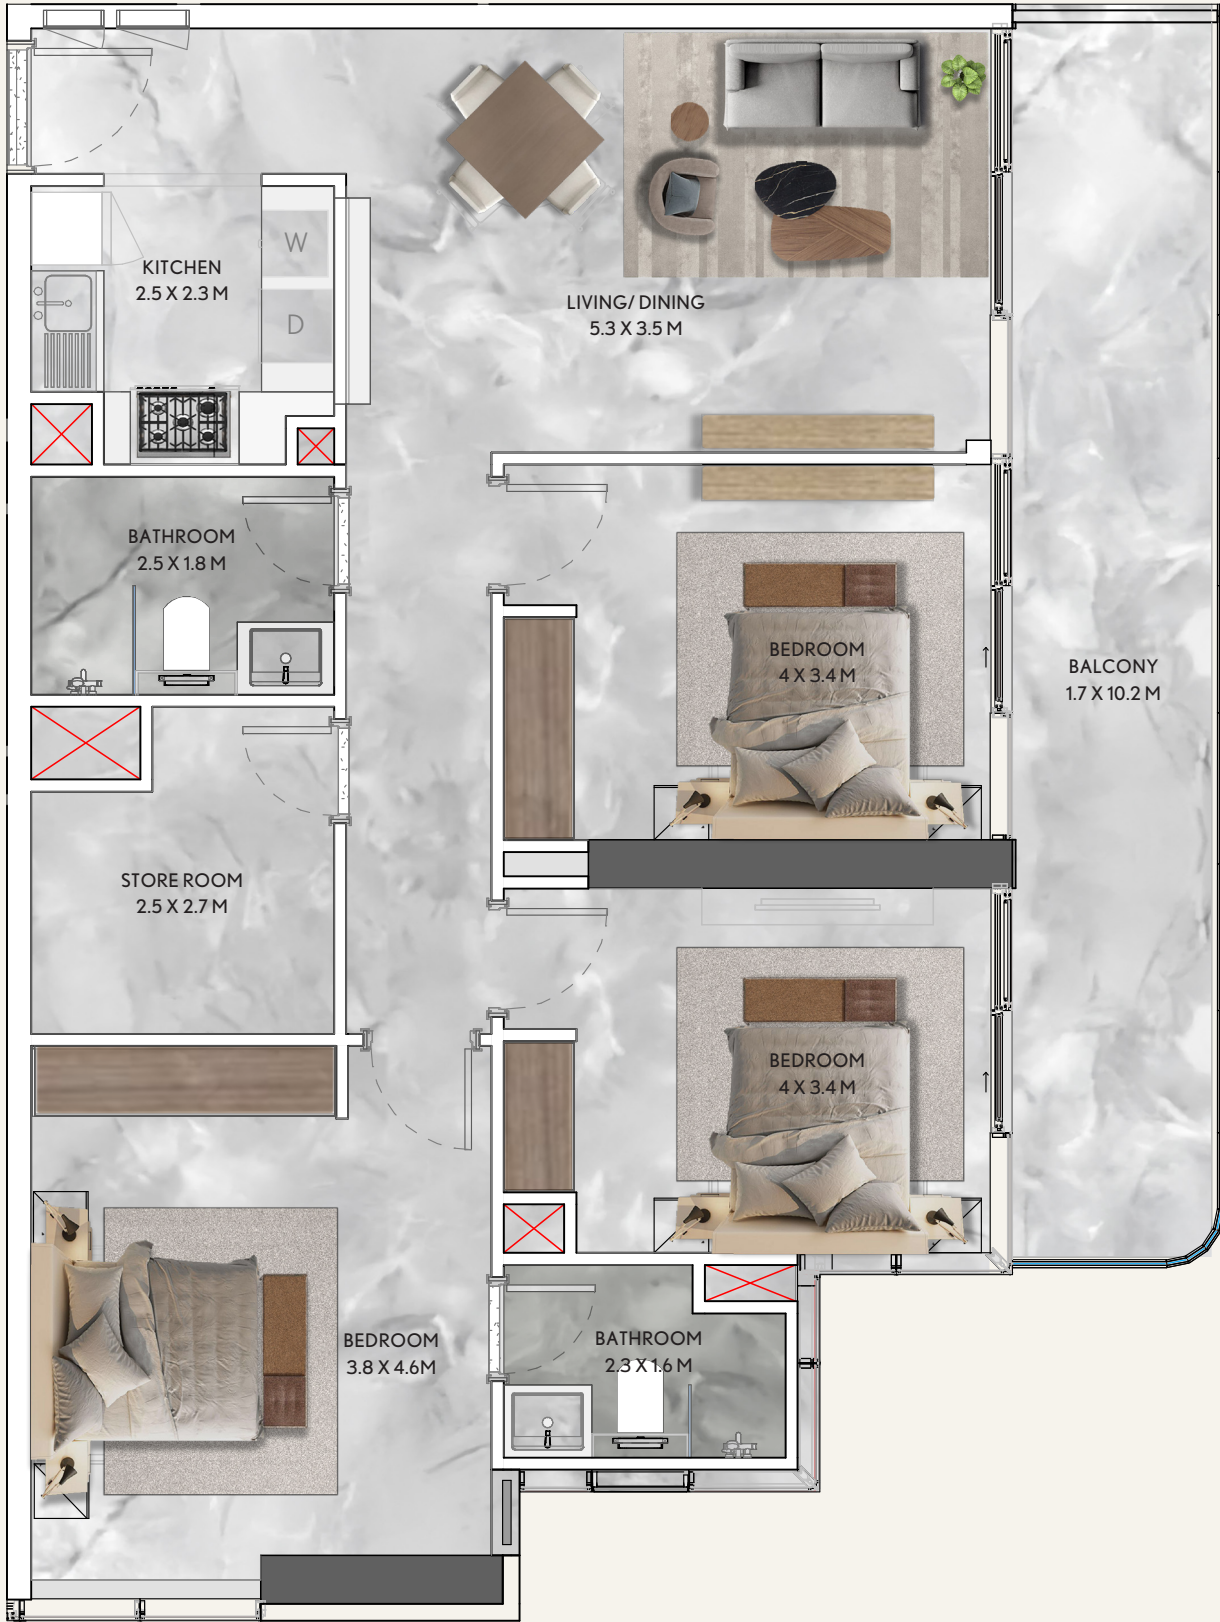 KITCHEN
2.5 X 2.3 M
W
D
LIVING/ DINING
5.3 X 3.5 M
BATHROOM
2.5 X 1.8 M
BEDROOM
4 X 3.4 M
BALCONY
1.7 X 10.2 M
STORE ROOM
2.5 X 2.7 M
BEDROOM
4 X 3.4 M
BEDROOM
3.8 X 4.6M
BATHROOM
2.3 X 1.6 M